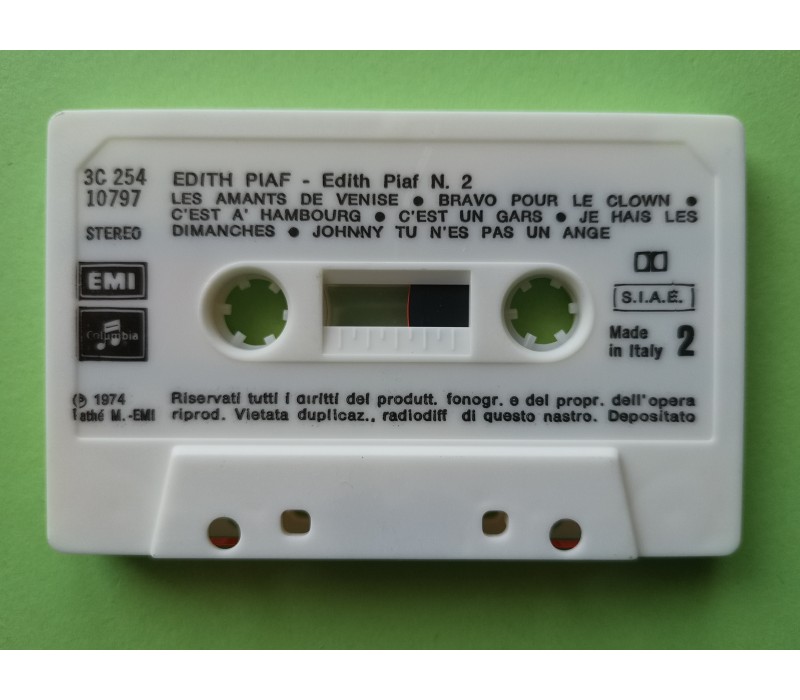 3C 254
10797
STEREO
EDITH PIAF - Edith Piaf N. 2
LES AMANTS DE VENISE ● BRAVO POUR LE CLOWN ●
C'EST A' HAMBOURG ● C'EST UN GARS ● JE HAIS LES
DIMANCHES ● JOHNNY TU N'ES PAS UN ANGE
EMI
Columbia
S.I.A.E.
Made
in Italy 2
℗ 1974
Pathé M.-EMI
Riservati tutti i diritti del produtt. fonogr. e del propr. dell'opera
riprod. Vietata duplicaz., radiodiff di questo nastro. Depositato